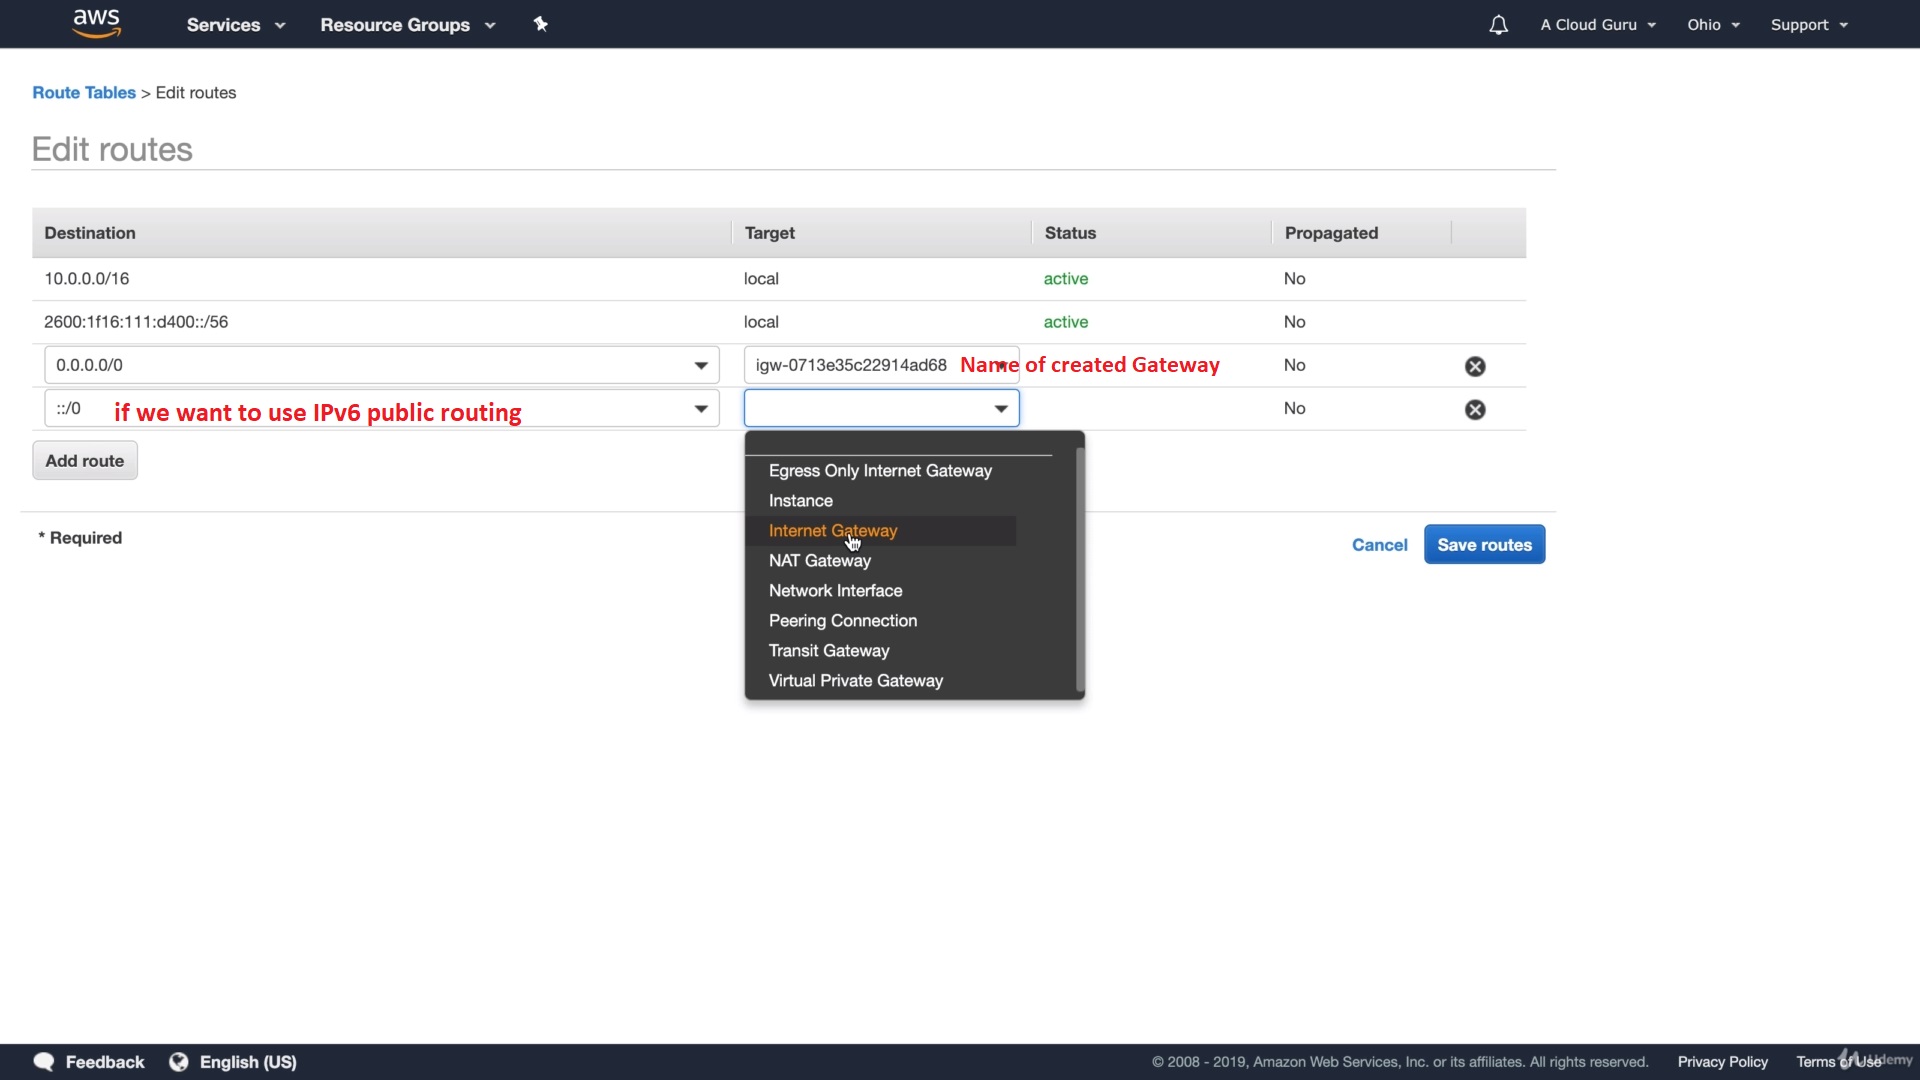 aws Services Resource Groups A Cloud Guru Ohio Support
Route Tables > Edit routes
Edit routes
Destination Target Status Propagated
10.0.0.0/16 local active No
2600:1f16:111:d400::/56 local active No
0.0.0.0/0 igw-0713e35c22914ad68 Name of created Gateway No
::/0 if we want to use IPv6 public routing No
Add route
Egress Only Internet Gateway
Instance
Internet Gateway
NAT Gateway
Network Interface
Peering Connection
Transit Gateway
Virtual Private Gateway
* Required
Cancel Save routes
Feedback English (US) © 2008 - 2019, Amazon Web Services, Inc. or its affiliates. All rights reserved. Privacy Policy Terms of Use Udemy